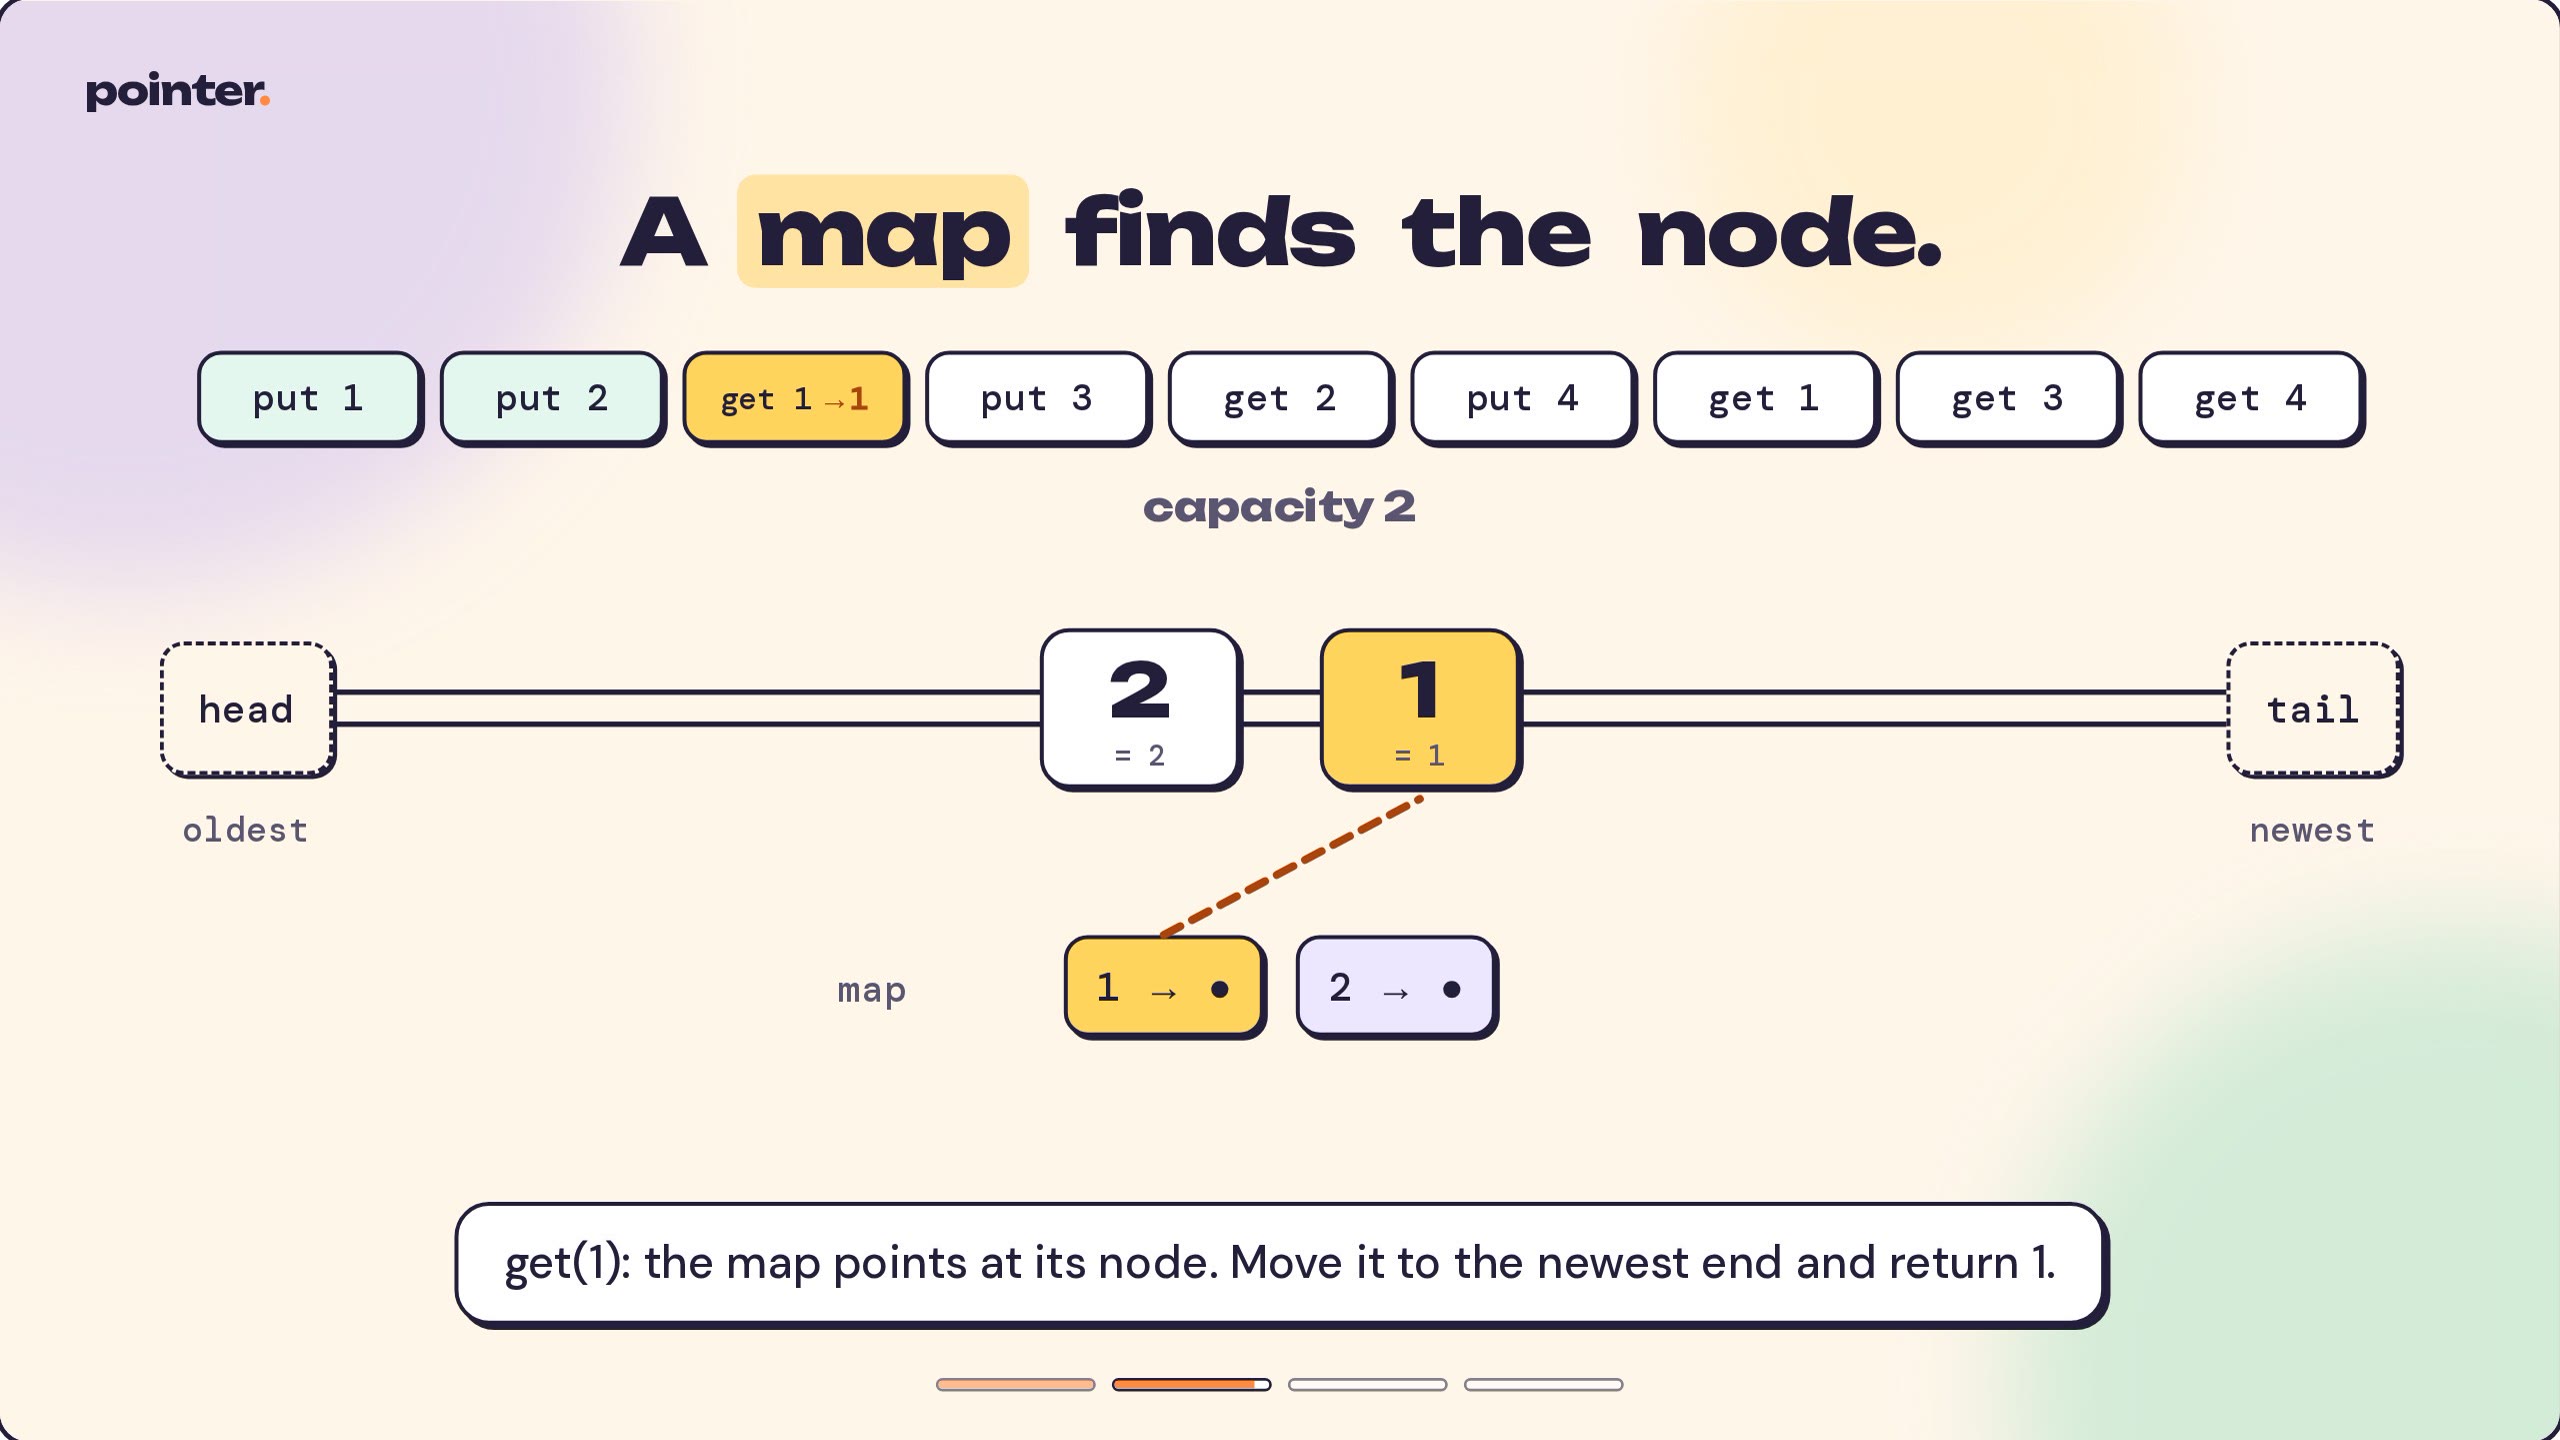 pointer.
A map finds the node.
put 1 put 2 get 1 →1 put 3 get 2 put 4 get 1 get 3 get 4
capacity 2
head 2 = 2 1 = 1 tail
oldest newest
map 1 → ● 2 → ●
get(1): the map points at its node. Move it to the newest end and return 1.